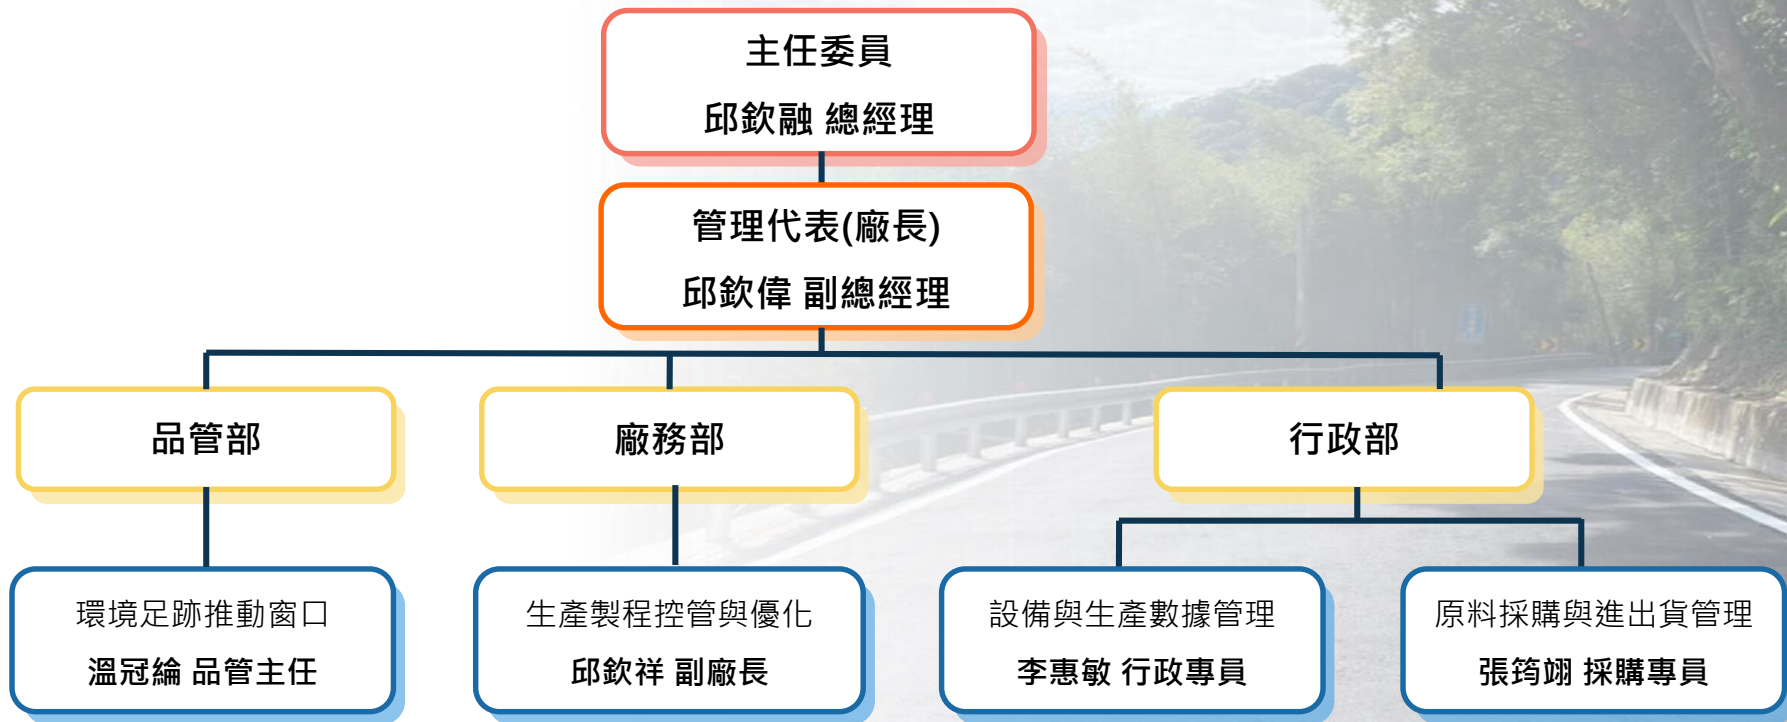 主任委員
邱欽融 總經理
管理代表(廠長)
邱欽偉 副總經理
品管部
廠務部
行政部
環境足跡推動窗口
溫冠綸 品管主任
生產製程控管與優化
邱欽祥 副廠長
設備與生產數據管理
李惠敏 行政專員
原料採購與進出貨管理
張筠翊 採購專員